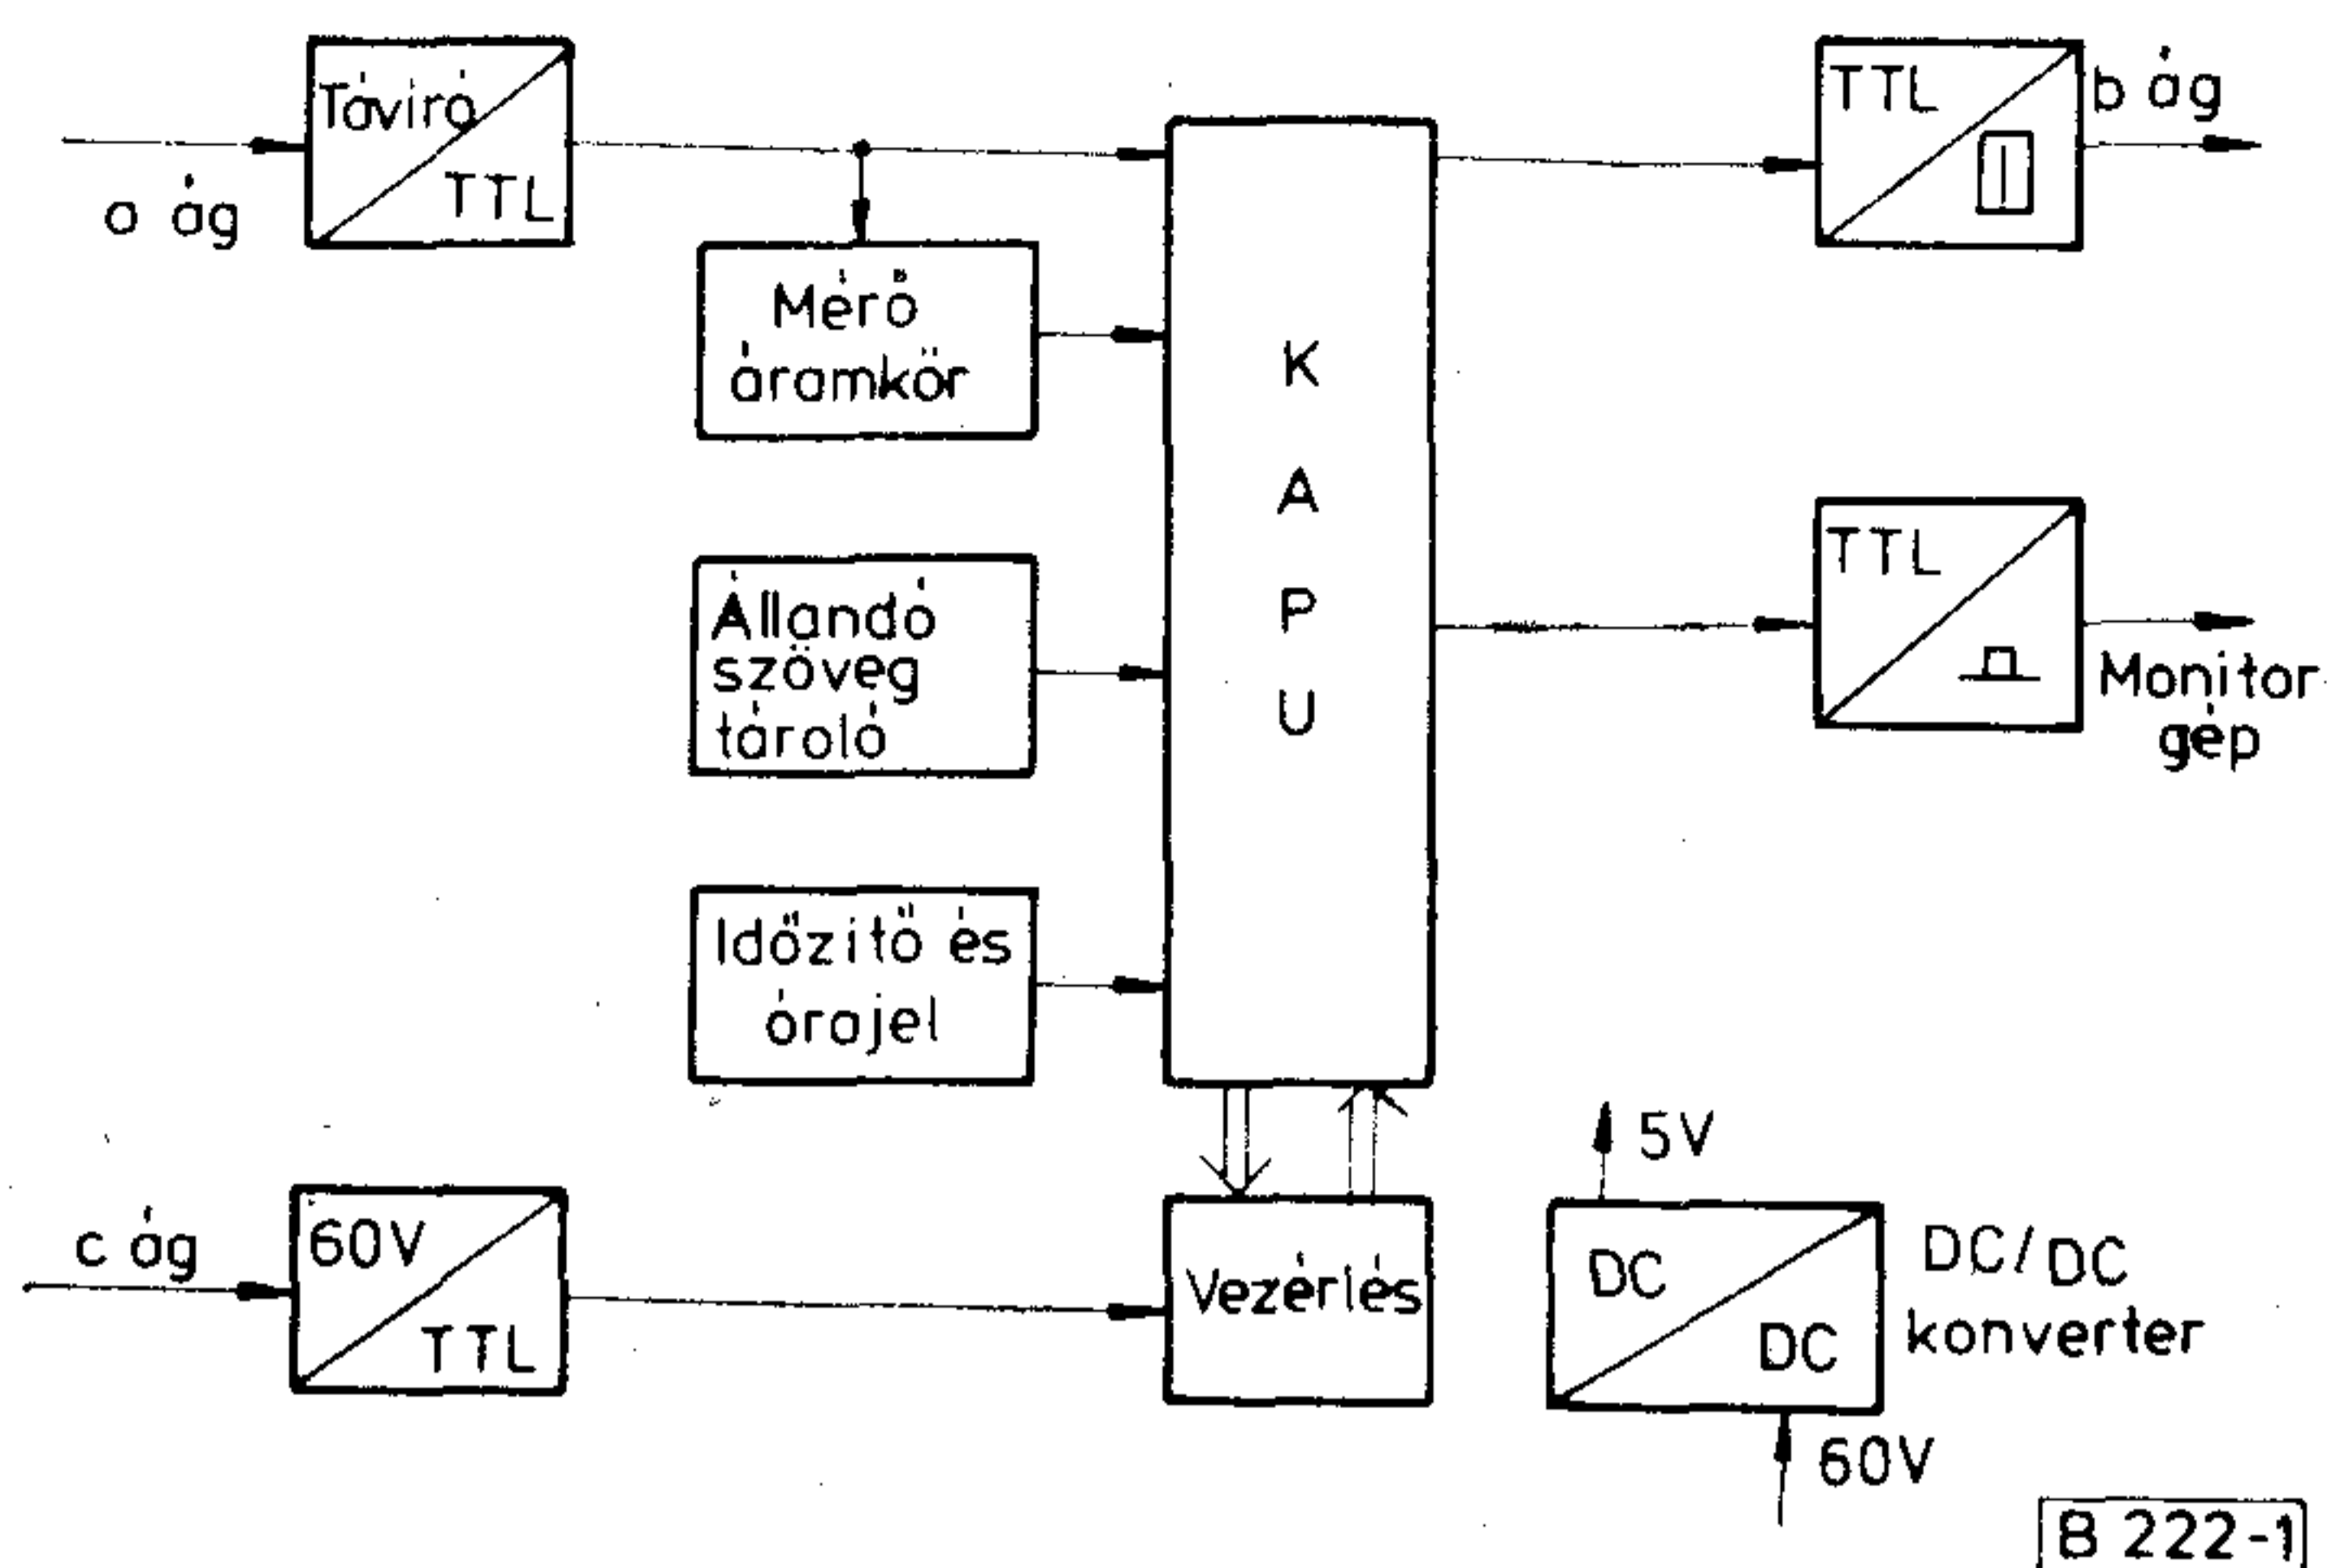 Távíró
TTL
a ág
Mérő
áramkör
Állandó
szöveg
tároló
Időzítő és
órajel
c ág
60V
TTL
K
A
P
U
Vezérlés
TTL
b ág
TTL
Monitor
gép
5V
DC
DC
DC/DC
konverter
60V
8 222-1